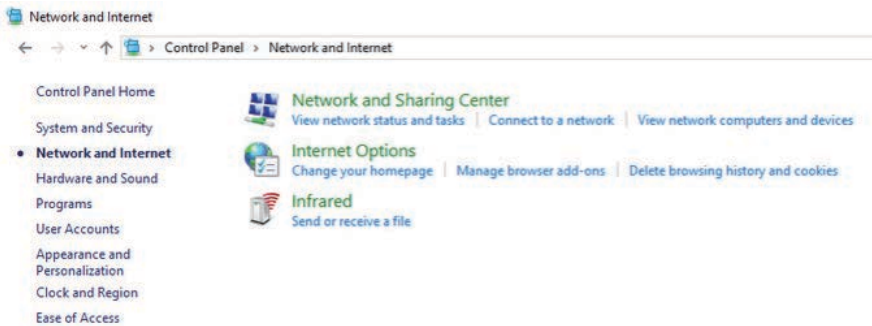 Network and Internet
Control Panel > Network and Internet
Control Panel Home
System and Security
Network and Internet
Hardware and Sound
Programs
User Accounts
Appearance and
Personalization
Clock and Region
Ease of Access
Network and Sharing Center
View network status and tasks | Connect to a network | View network computers and devices
Internet Options
Change your homepage | Manage browser add-ons | Delete browsing history and cookies
Infrared
Send or receive a file